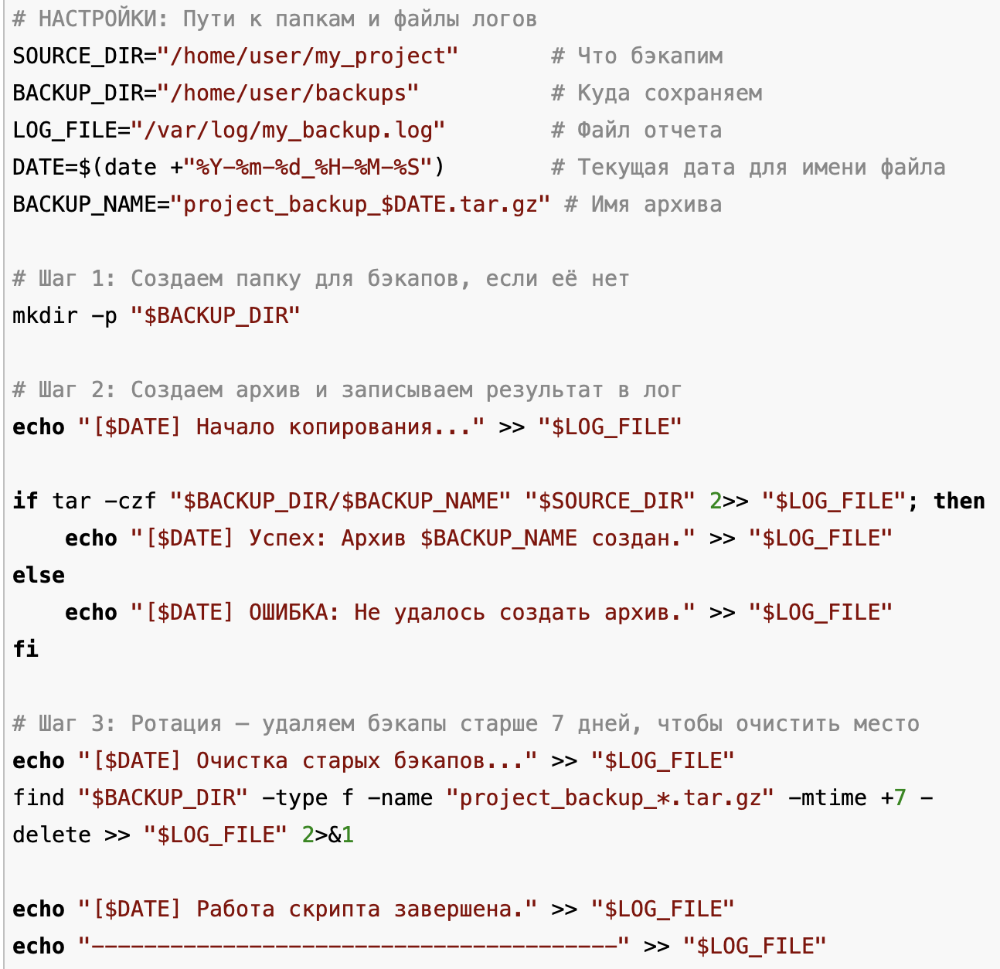 # НАСТРОЙКИ: Пути к папкам и файлы логов
SOURCE_DIR="/home/user/my_project"       # Что бэкапим
BACKUP_DIR="/home/user/backups"          # Куда сохраняем
LOG_FILE="/var/log/my_backup.log"        # Файл отчета
DATE=$(date +"%Y-%m-%d_%H-%M-%S")        # Текущая дата для имени файла
BACKUP_NAME="project_backup_$DATE.tar.gz" # Имя архива

# Шаг 1: Создаем папку для бэкапов, если её нет
mkdir -p "$BACKUP_DIR"

# Шаг 2: Создаем архив и записываем результат в лог
echo "[$DATE] Начало копирования..." >> "$LOG_FILE"

if tar -czf "$BACKUP_DIR/$BACKUP_NAME" "$SOURCE_DIR" 2>> "$LOG_FILE"; then
    echo "[$DATE] Успех: Архив $BACKUP_NAME создан." >> "$LOG_FILE"
else
    echo "[$DATE] ОШИБКА: Не удалось создать архив." >> "$LOG_FILE"
fi

# Шаг 3: Ротация — удаляем бэкапы старше 7 дней, чтобы очистить место
echo "[$DATE] Очистка старых бэкапов..." >> "$LOG_FILE"
find "$BACKUP_DIR" -type f -name "project_backup_*.tar.gz" -mtime +7 -
delete >> "$LOG_FILE" 2>&1

echo "[$DATE] Работа скрипта завершена." >> "$LOG_FILE"
echo "----------------------------------------" >> "$LOG_FILE"